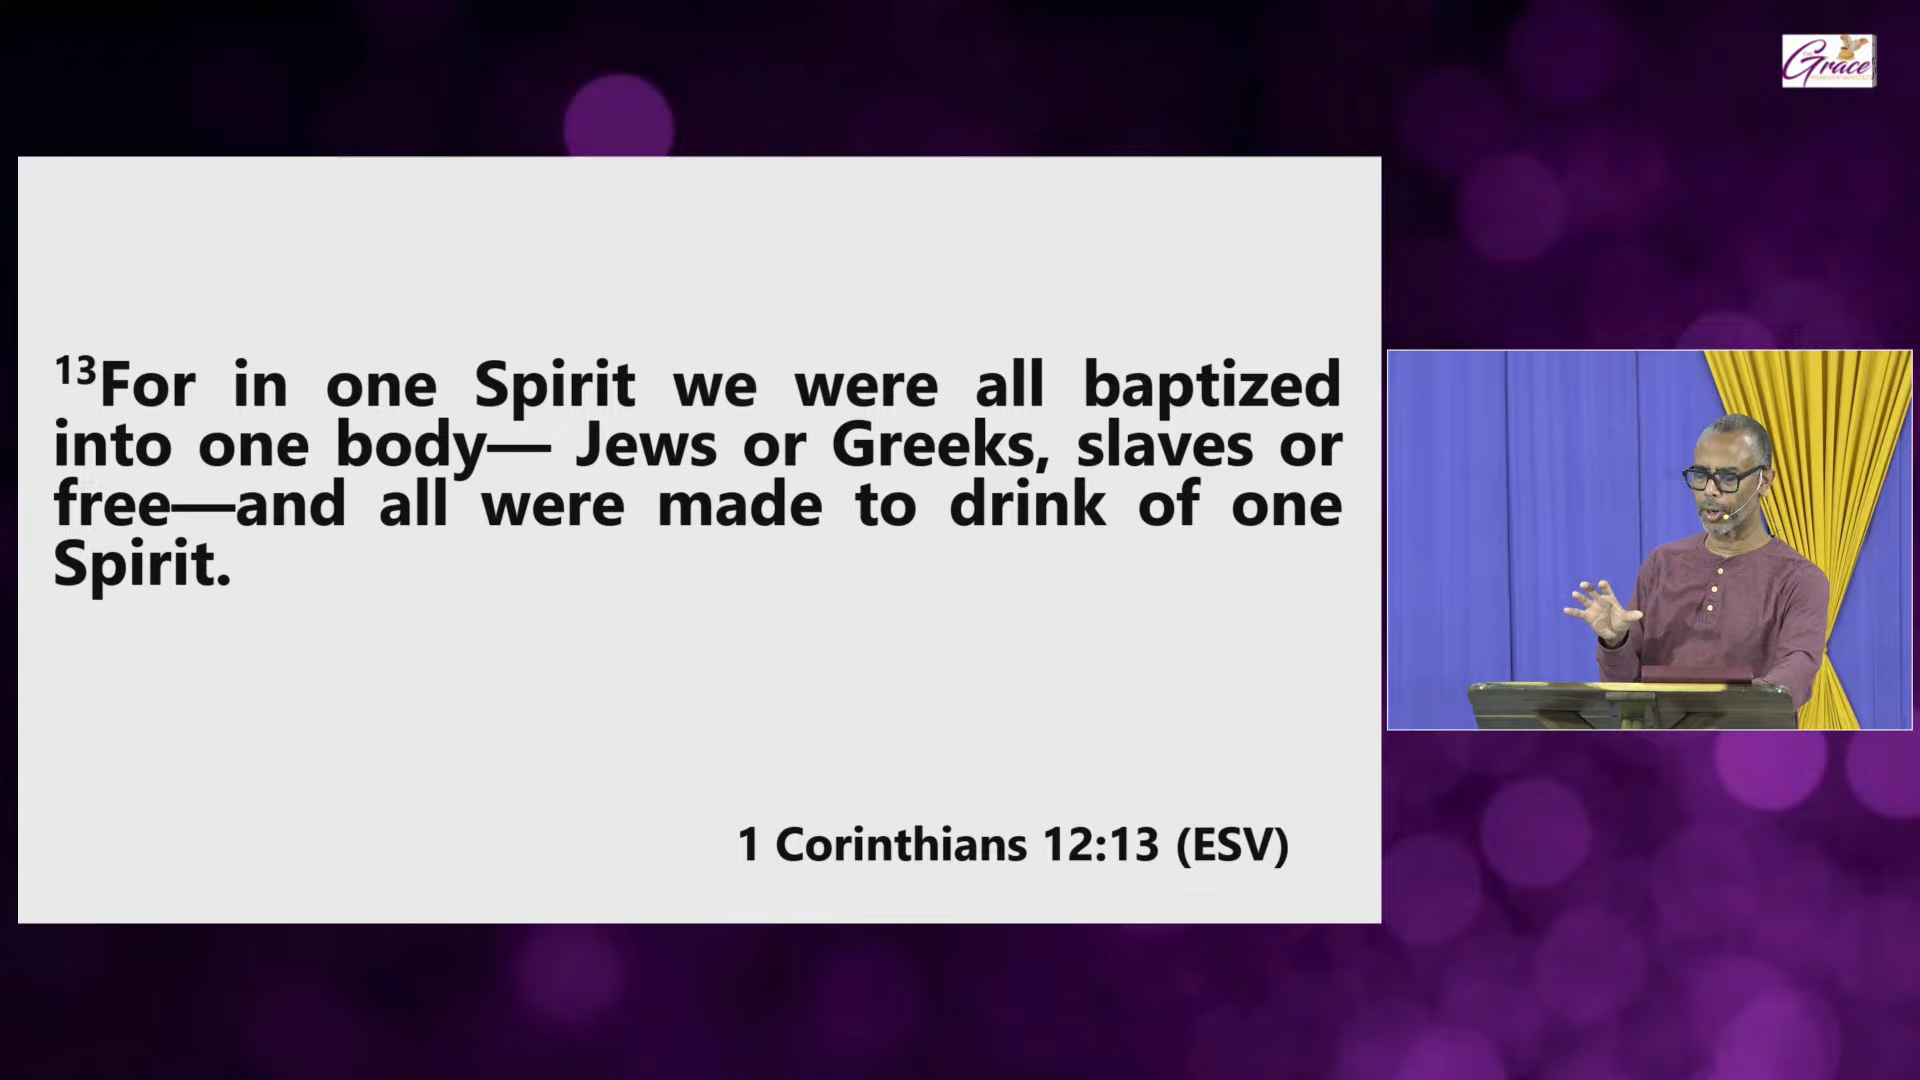 Grace
¹³For in one Spirit we were all baptized
into one body— Jews or Greeks, slaves or
free—and all were made to drink of one
Spirit.
1 Corinthians 12:13 (ESV)